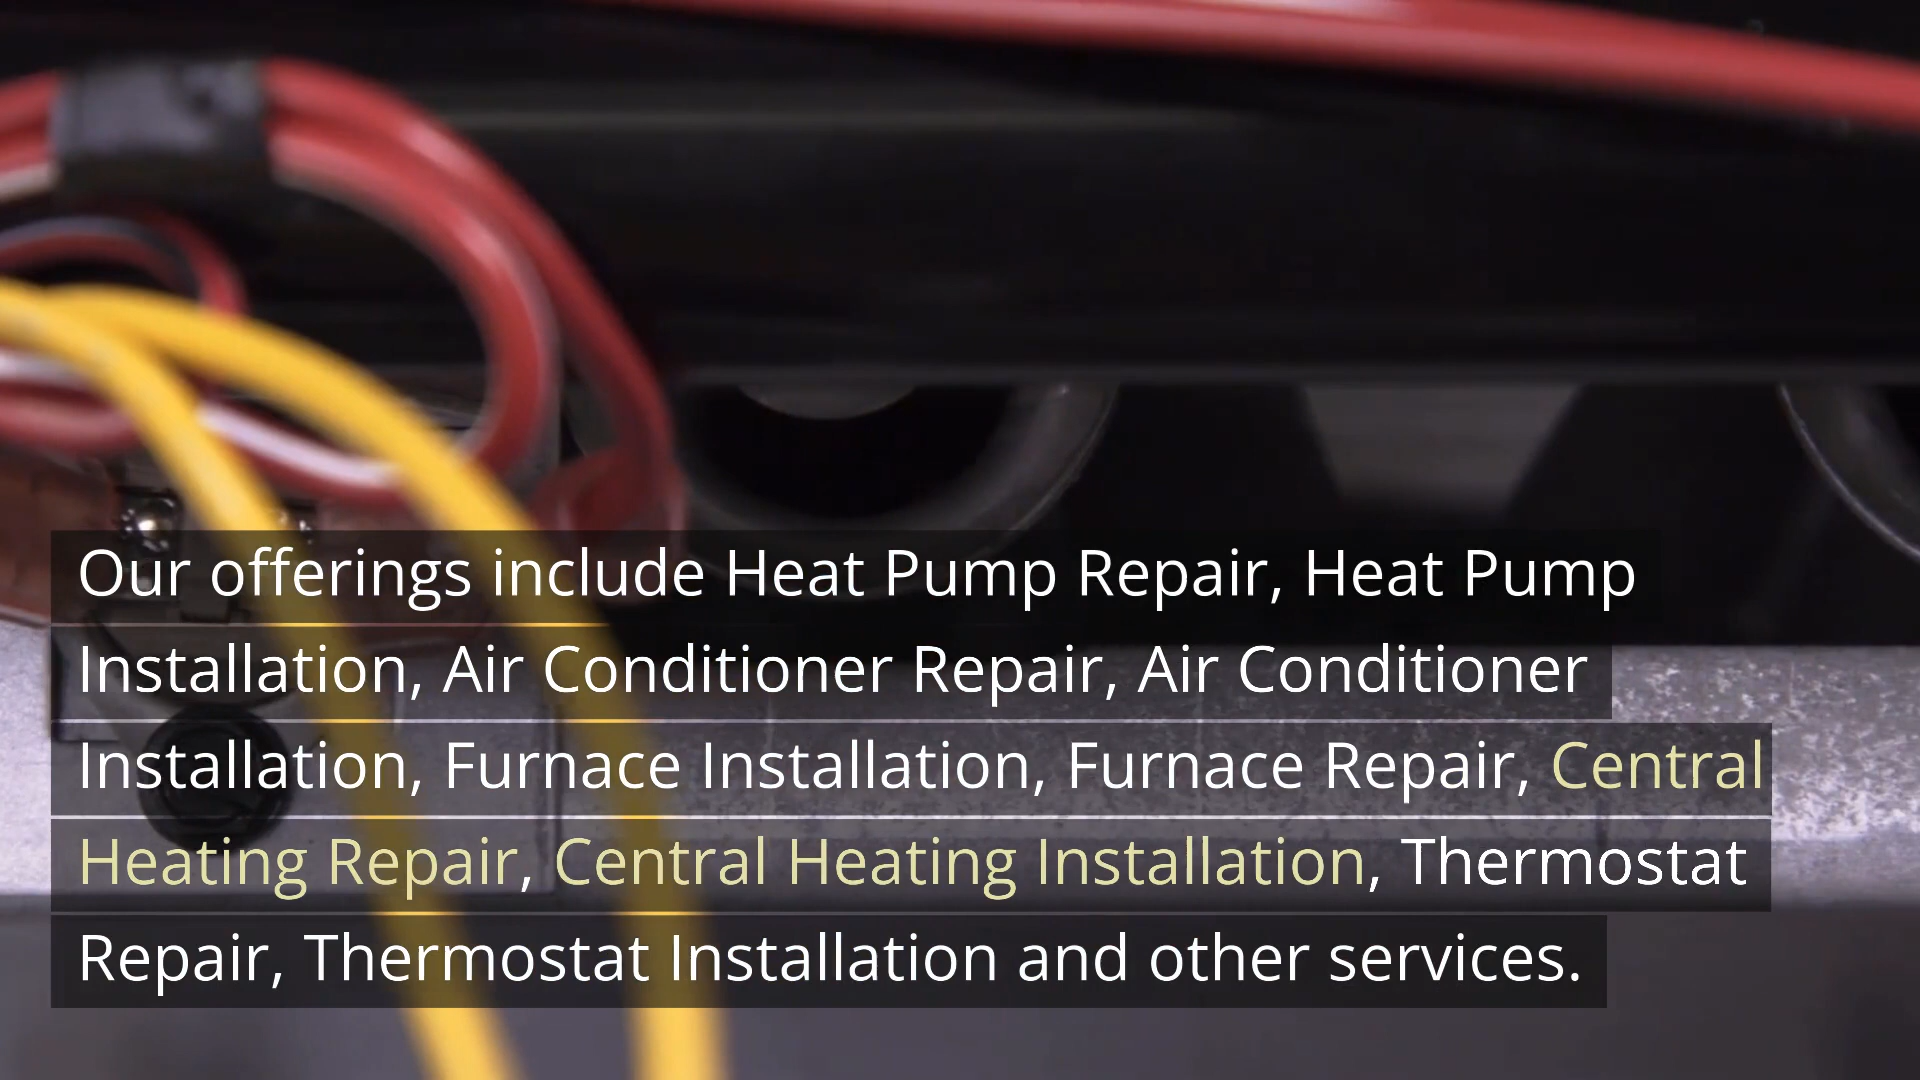 Our offerings include Heat Pump Repair, Heat Pump
Installation, Air Conditioner Repair, Air Conditioner
Installation, Furnace Installation, Furnace Repair, Central
Heating Repair, Central Heating Installation, Thermostat
Repair, Thermostat Installation and other services.